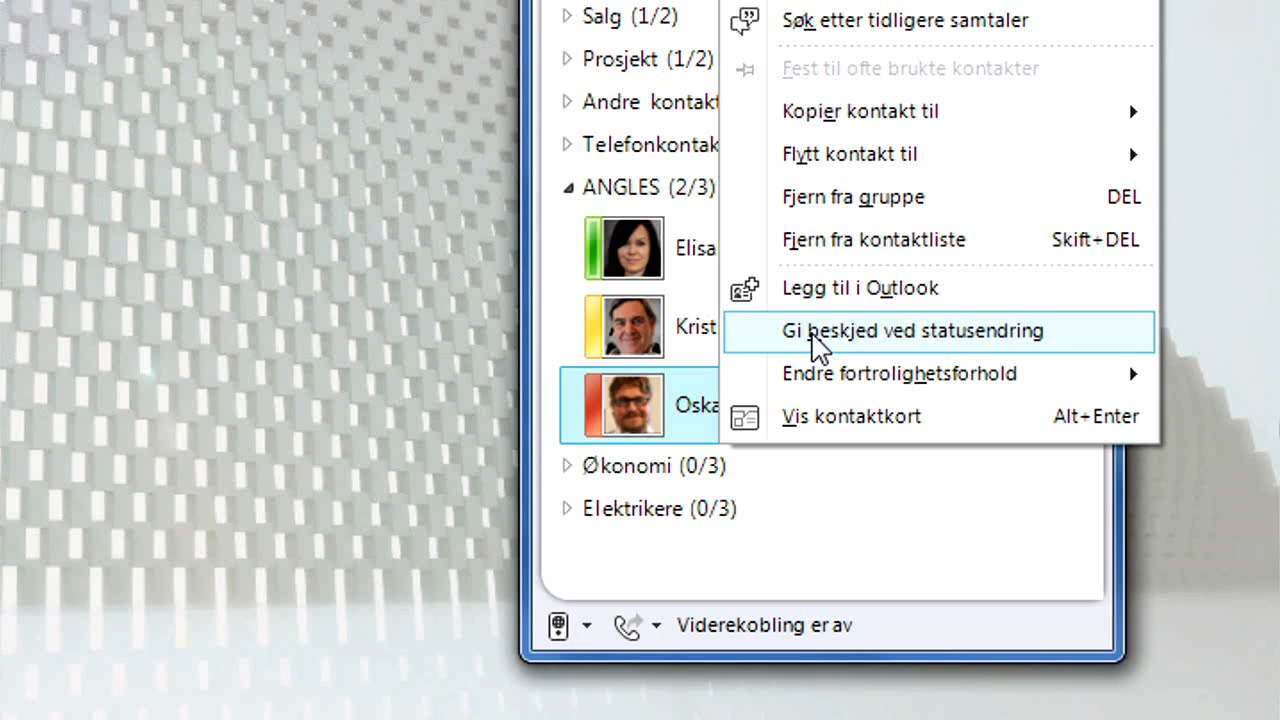 Salg (1/2)
Prosjekt (1/2)
Andre kontakt
Telefonkontak
ANGLES (2/3)
Elisa
Krist
Oska
Økonomi (0/3)
Elektrikere (0/3)
Søk etter tidligere samtaler
Fest til ofte brukte kontakter
Kopier kontakt til
Flytt kontakt til
Fjern fra gruppe DEL
Fjern fra kontaktliste Skift+DEL
Legg til i Outlook
Gi beskjed ved statusendring
Endre fortrolighetsforhold
Vis kontaktkort Alt+Enter
Viderekobling er av